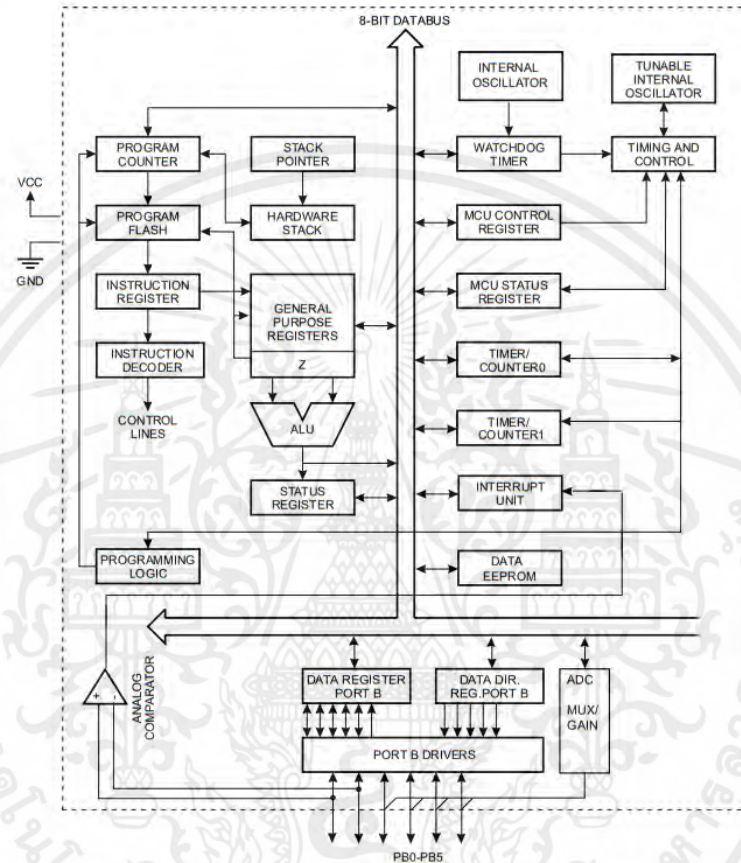 8-BIT DATABUS
INTERNAL
OSCILLATOR
TUNABLE
INTERNAL
OSCILLATOR
PROGRAM
COUNTER
STACK
POINTER
WATCHDOG
TIMER
TIMING AND
CONTROL
VCC
PROGRAM
FLASH
HARDWARE
STACK
MCU CONTROL
REGISTER
GND
INSTRUCTION
REGISTER
GENERAL
PURPOSE
REGISTERS
MCU STATUS
REGISTER
INSTRUCTION
DECODER
Z
TIMER/
COUNTER0
CONTROL
LINES
ALU
TIMER/
COUNTER1
STATUS
REGISTER
INTERRUPT
UNIT
PROGRAMMING
LOGIC
DATA
EEPROM
+ -
ANALOG
COMPARATOR
DATA REGISTER
PORT B
DATA DIR.
REG.PORT B
ADC
MUX/
GAIN
PORT B DRIVERS
PB0-PB5